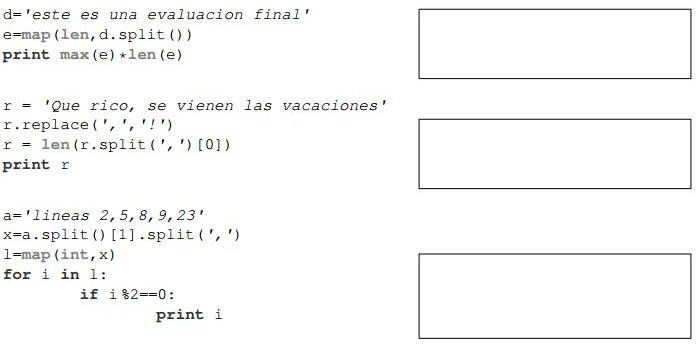 d='este es una evaluacion final'
e=map(len,d.split())
print max(e)*len(e)
r = 'Que rico, se vienen las vacaciones'
r.replace(',','!')
r = len(r.split(',')[0])
print r
a='lineas 2,5,8,9,23'
x=a.split()[1].split(',')
l=map(int,x)
for i in l:
if i%2==0:
print i